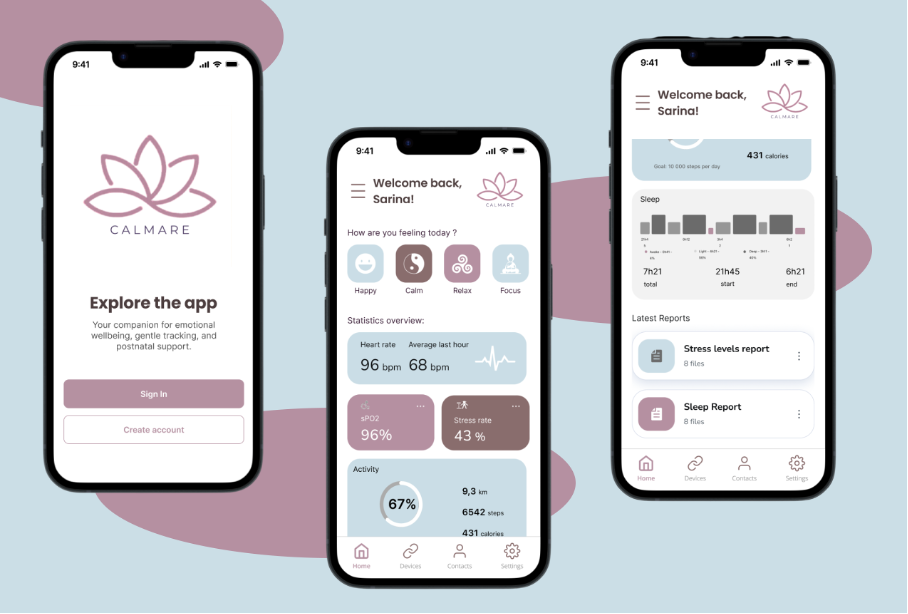 9:41
CALMARE
Explore the app
Your companion for emotional
wellbeing, gentle tracking, and
postnatal support.
Sign In
Create account
9:41
Welcome back,
Sarina!
CALMARE
How are you feeling today ?
Happy
Calm
Relax
Focus
Statistics overview:
Heart rate
Average last hour
96 bpm
68 bpm
sPO2
96%
Stress rate
43 %
Activity
67%
9,3 km
6542 steps
431 calories
Home
Devices
Contacts
Settings
9:41
Welcome back,
Sarina!
CALMARE
431 calories
Goal: 10 000 steps per day
Sleep
7h21
total
21h45
start
6h21
end
Latest Reports
Stress levels report
8 files
Sleep Report
8 files
Home
Devices
Contacts
Settings